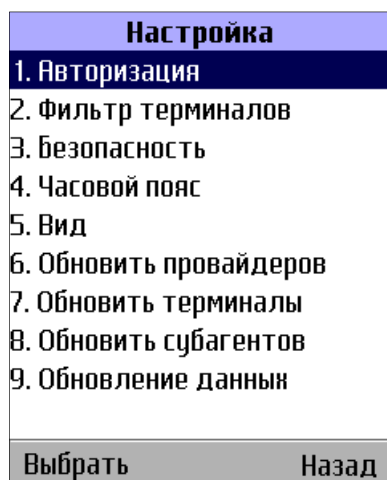 Настройка
1. Авторизация
2. Фильтр терминалов
3. Безопасность
4. Часовой пояс
5. Вид
6. Обновить провайдеров
7. Обновить терминалы
8. Обновить субагентов
9. Обновление данных
Выбрать Назад